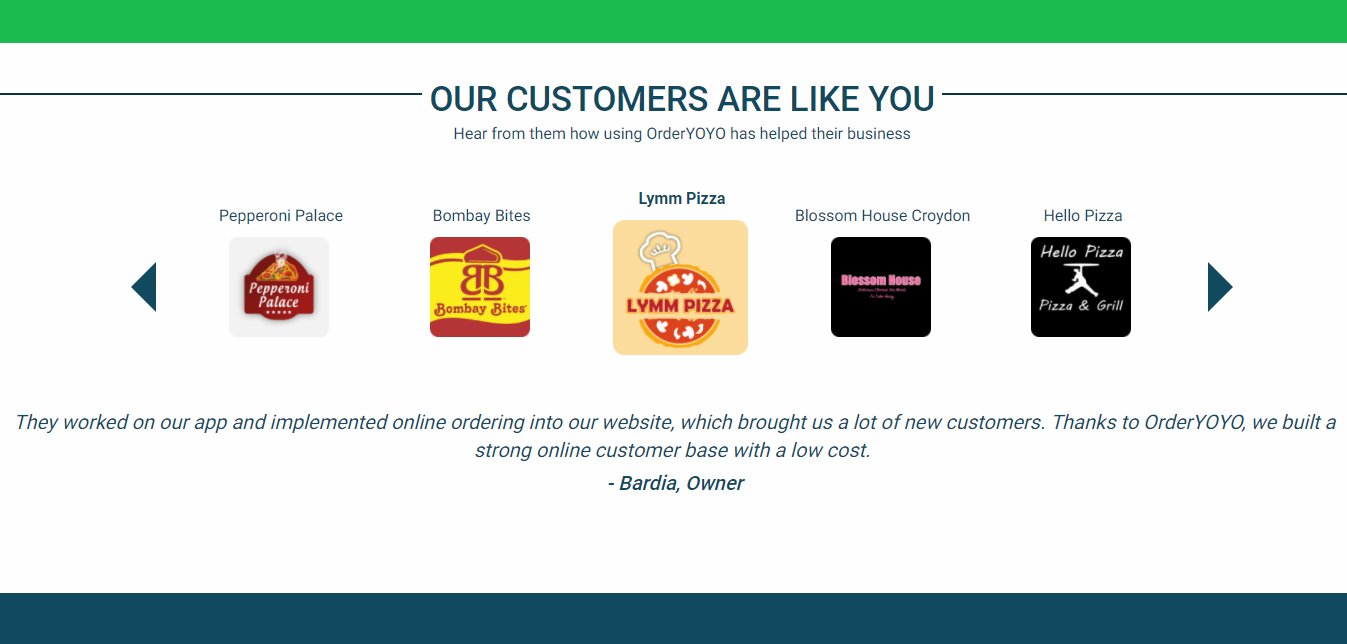 OUR CUSTOMERS ARE LIKE YOU
Hear from them how using OrderYOYO has helped their business
Lymm Pizza
Pepperoni Palace
Bombay Bites
Blossom House Croydon
Hello Pizza
Pepperoni
Palace
BB
Bombay Bites
LYMM PIZZA
Blossom House
Hello Pizza
Pizza & Grill
They worked on our app and implemented online ordering into our website, which brought us a lot of new customers. Thanks to OrderYOYO, we built a
strong online customer base with a low cost.
- Bardia, Owner